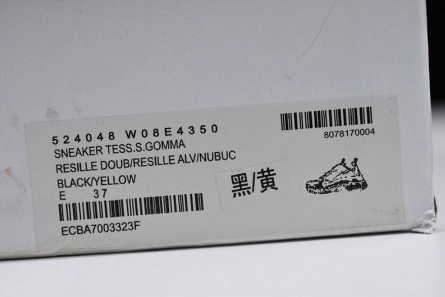 524048 W08E4350
SNEAKER TESS.S.GOMMA
RESILLE DOUB/RESILLE ALV/NUBUC
BLACK/YELLOW
E 37
ECBA7003323F
8078170004
黑/黄